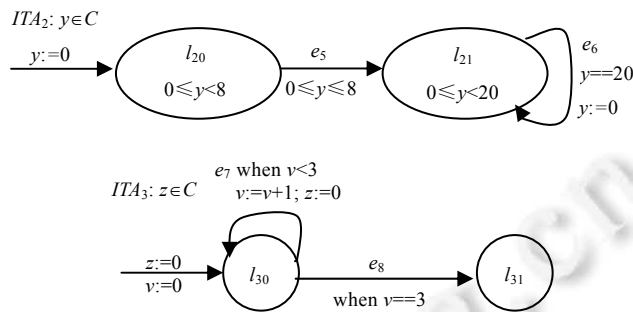 ITA₂: y∈C
y:=0
l₂₀
0≤y<8
e₅
0≤y≤8
l₂₁
0≤y<20
e₆
y==20
y:=0
ITA₃: z∈C
e₇ when v<3
v:=v+1; z:=0
z:=0
v:=0
l₃₀
e₈
when v==3
l₃₁